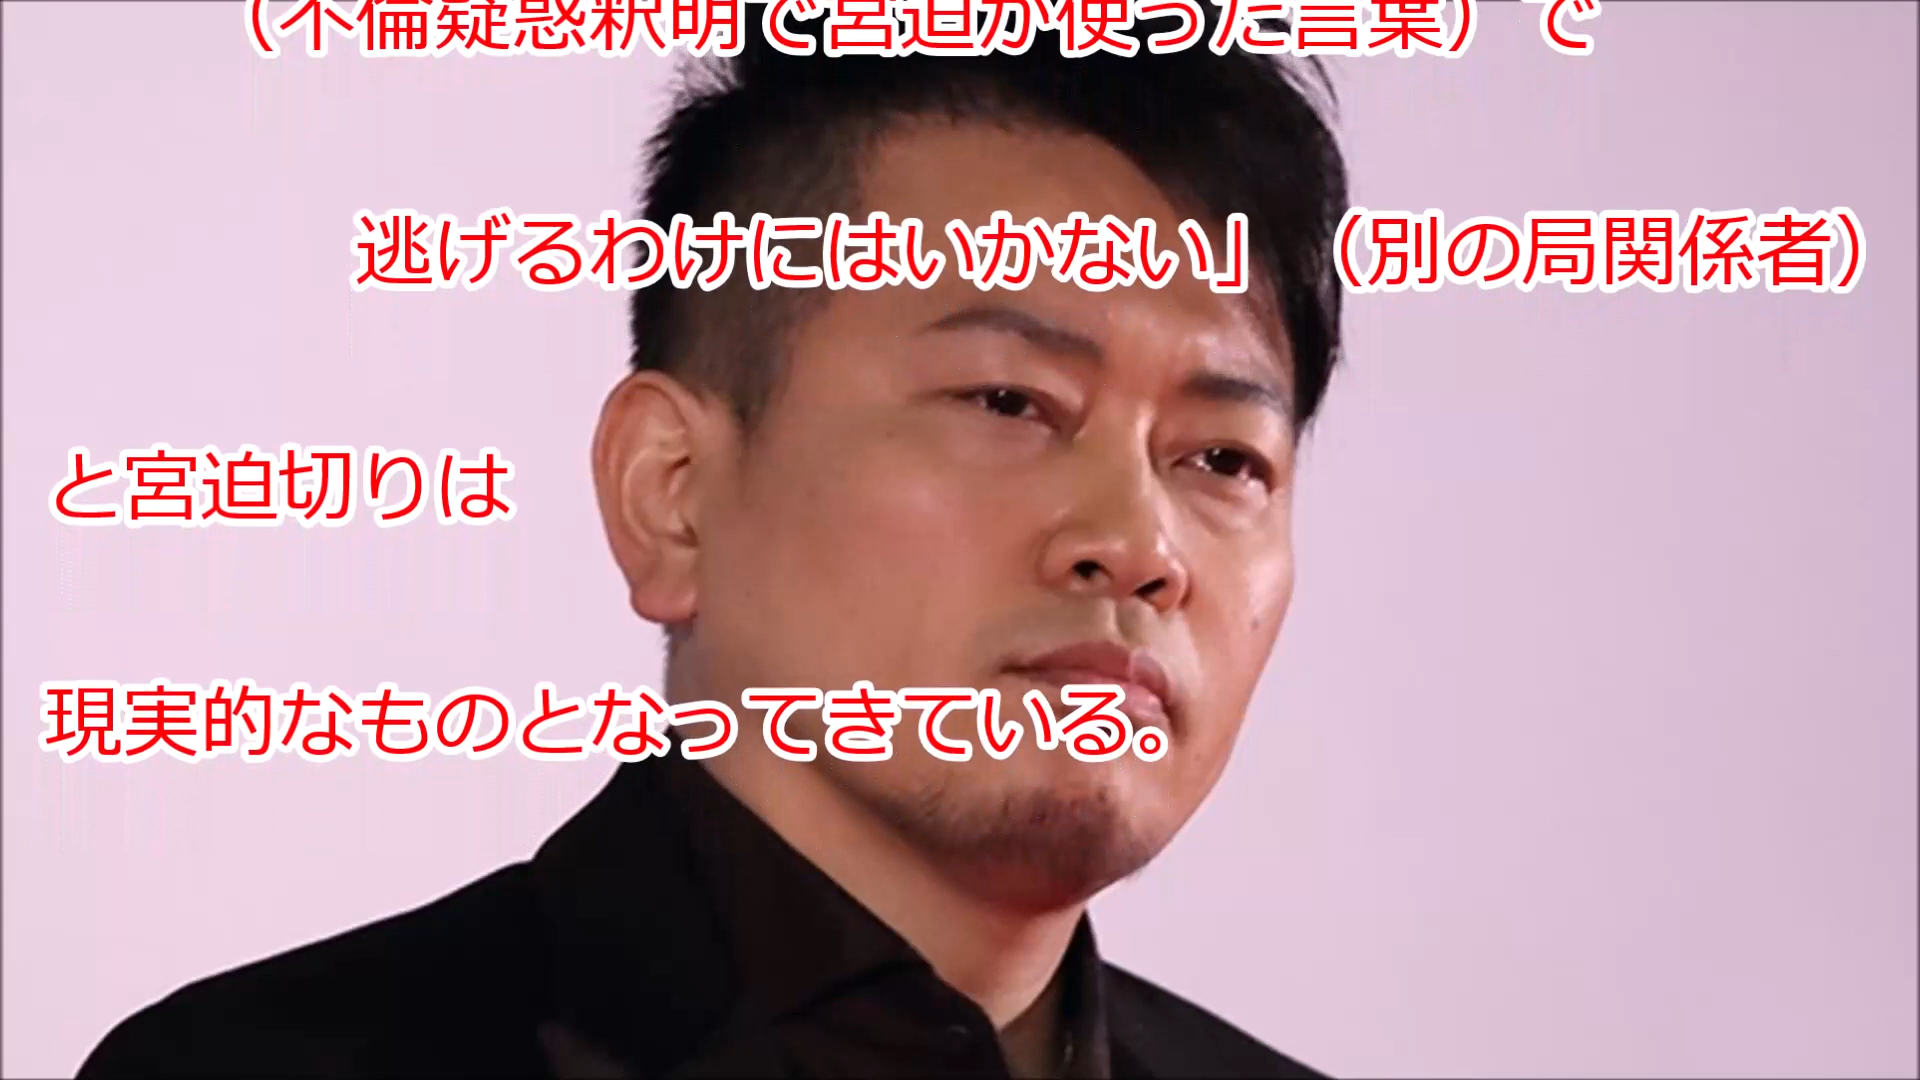 （不倫疑惑釈明で宮迫が使った言葉）で
逃げるわけにはいかない」（別の局関係者）
と宮迫切りは
現実的なものとなってきている。